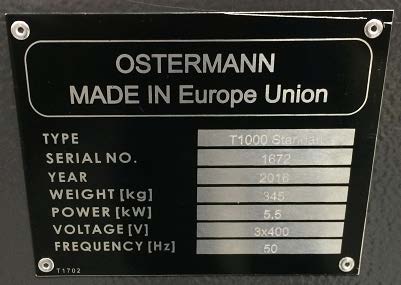 OSTERMANN
MADE IN Europe Union
TYPE T1000 Standart
SERIAL NO. 1672
YEAR 2016
WEIGHT [kg] 345
POWER [kW] 5.5
VOLTAGE [V] 3x400
FREQUENCY [Hz] 50
T1702